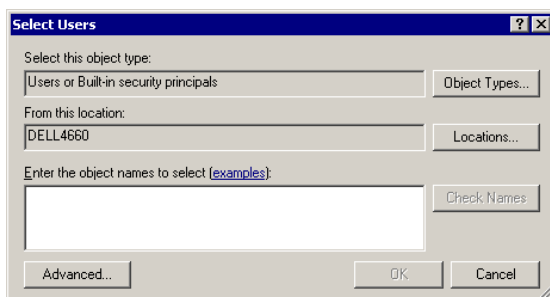 Select Users
Select this object type:
Users or Built-in security principals
Object Types...
From this location:
DELL4660
Locations...
Enter the object names to select (examples):
Check Names
Advanced...
OK
Cancel